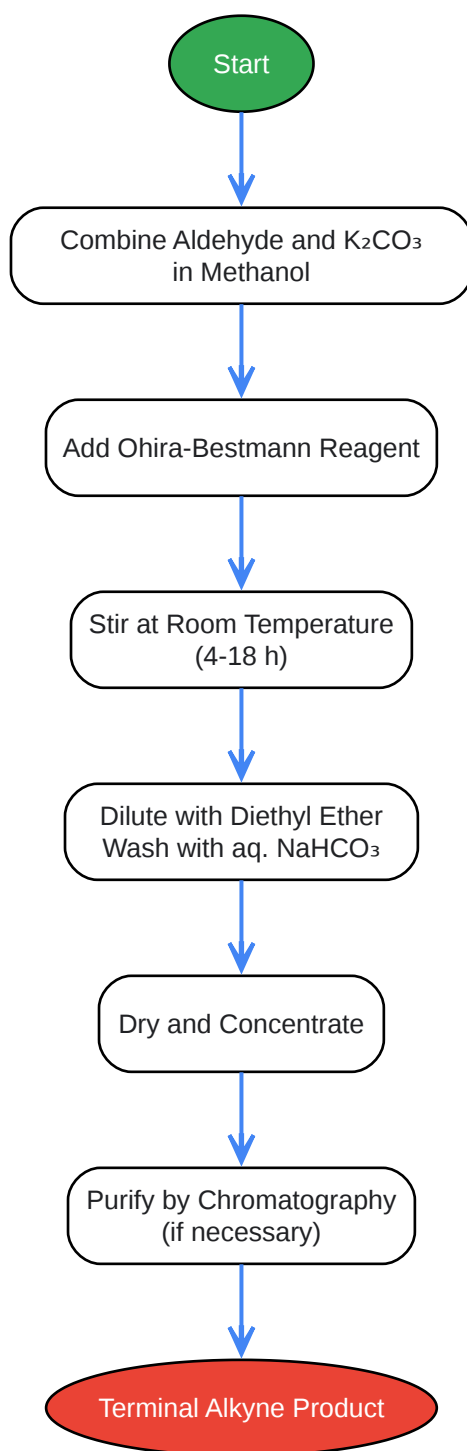 Start
Combine Aldehyde and K₂CO₃
in Methanol
Add Ohira-Bestmann Reagent
Stir at Room Temperature
(4-18 h)
Dilute with Diethyl Ether
Wash with aq. NaHCO₃
Dry and Concentrate
Purify by Chromatography
(if necessary)
Terminal Alkyne Product